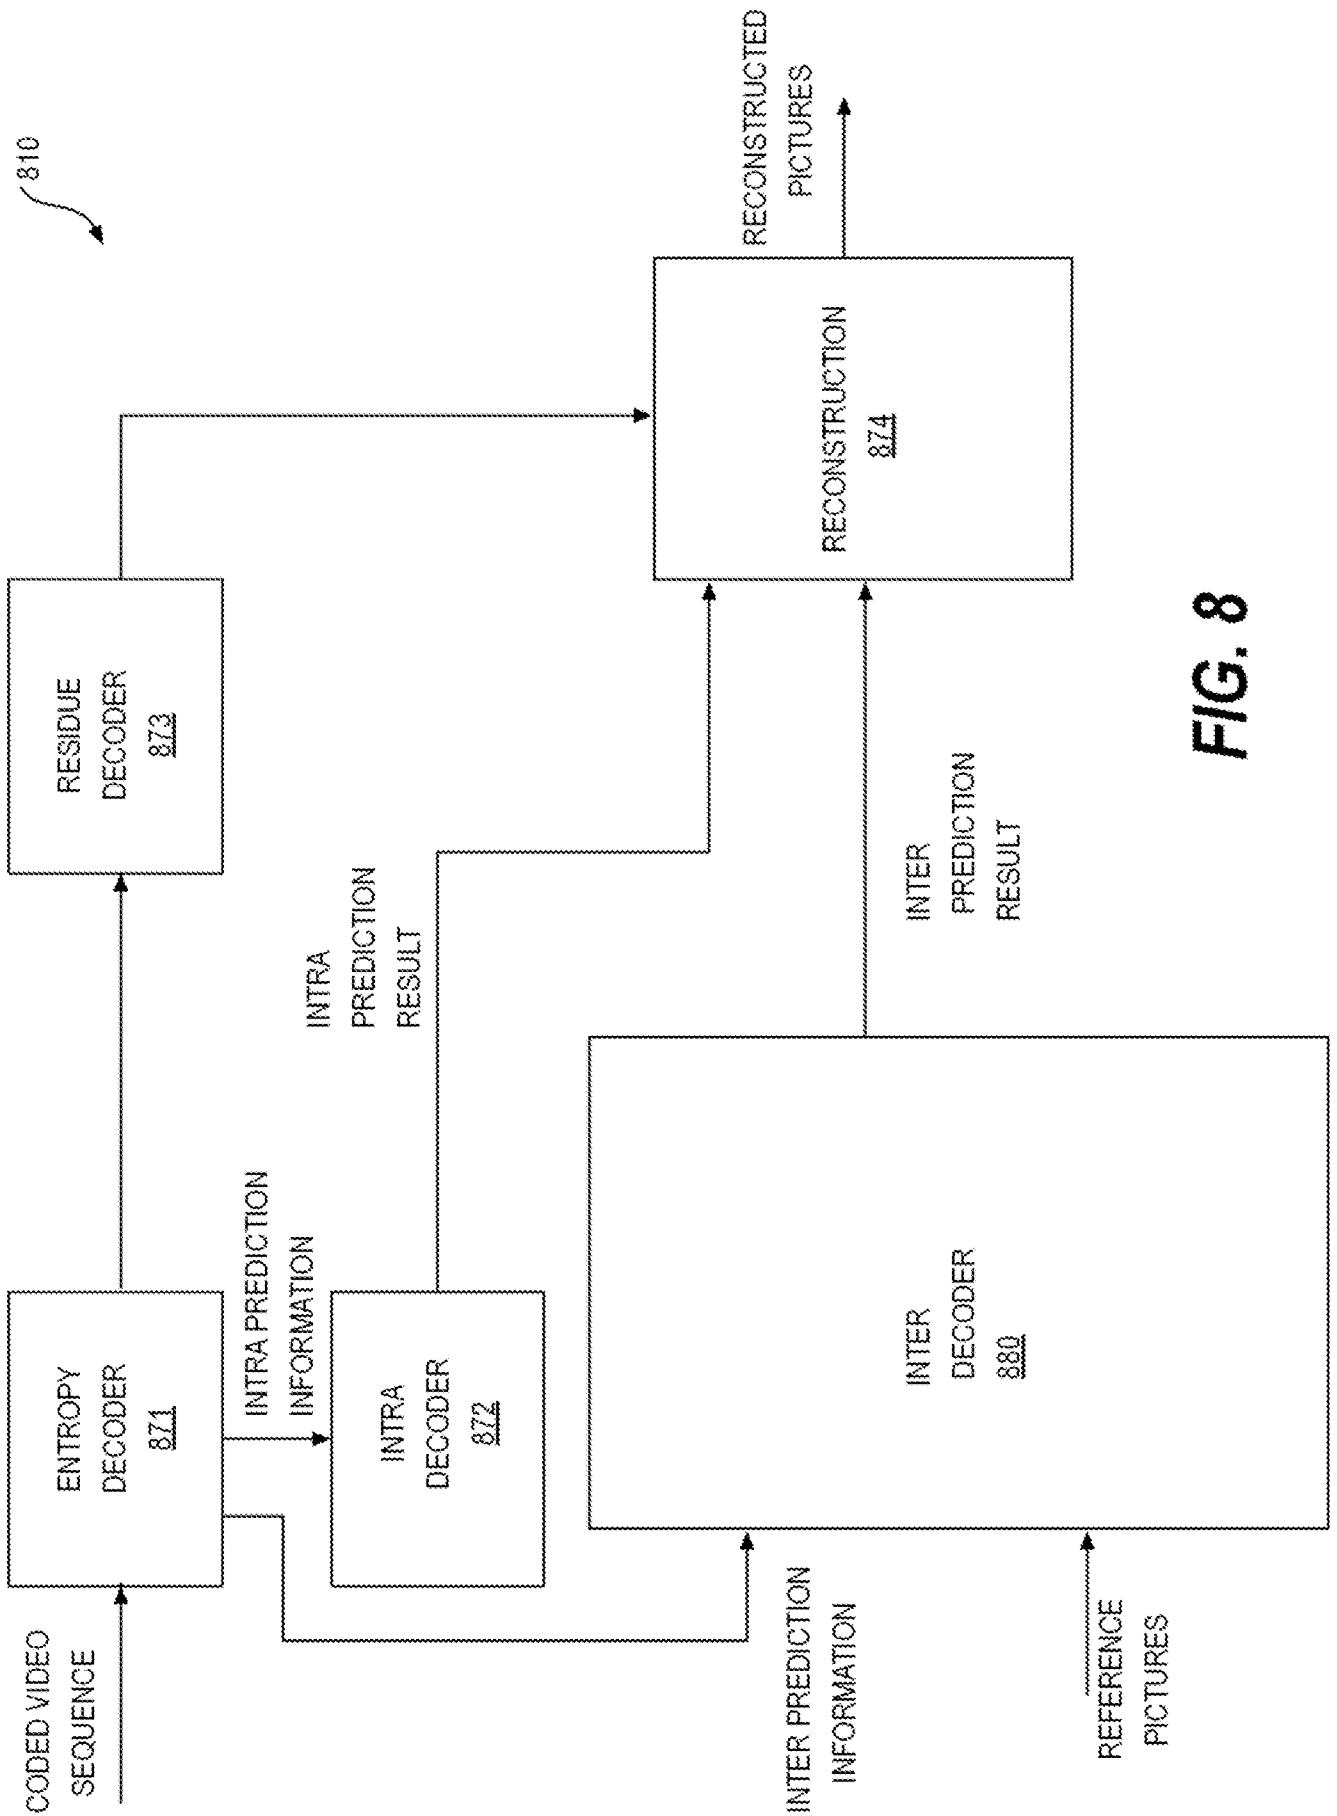 810
CODED VIDEO
SEQUENCE
ENTROPY
DECODER
871
RESIDUE
DECODER
873
INTRA PREDICTION
INFORMATION
INTRA
DECODER
872
INTRA
PREDICTION
RESULT
INTER PREDICTION
INFORMATION
REFERENCE
PICTURES
INTER
DECODER
880
INTER
PREDICTION
RESULT
RECONSTRUCTION
874
RECONSTRUCTED
PICTURES
FIG. 8